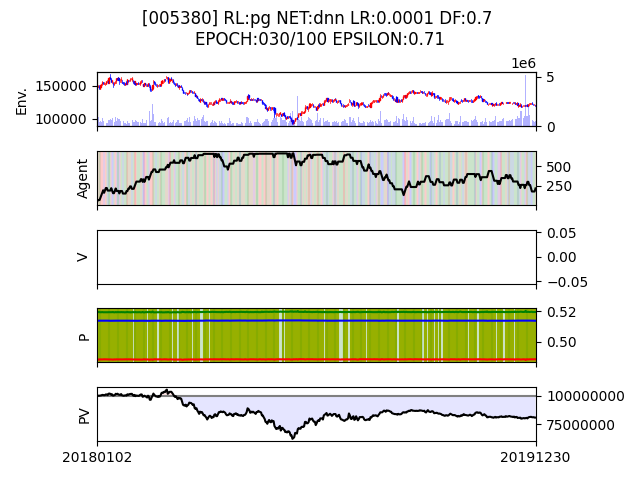 [005380] RL:pg NET:dnn LR:0.0001 DF:0.7
EPOCH:030/100 EPSILON:0.71
1e6
Env.
150000
100000
5
0
Agent
500
250
V
0.05
0.00
−0.05
P
0.52
0.50
PV
100000000
75000000
20180102
20191230